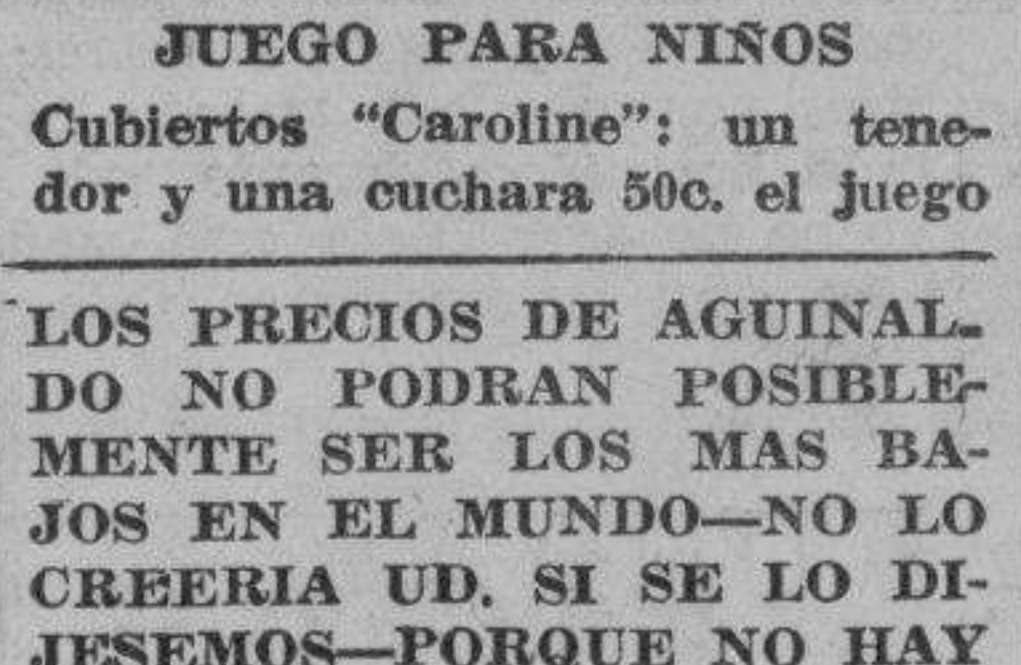 JUEGO PARA NIÑOS
Cubiertos "Caroline": un tene-
dor y una cuchara 50c. el juego
LOS PRECIOS DE AGUINAL-
DO NO PODRAN POSIBLE-
MENTE SER LOS MAS BA-
JOS EN EL MUNDO—NO LO
CREERIA UD. SI SE LO DI-
JESEMOS—PORQUE NO HAY